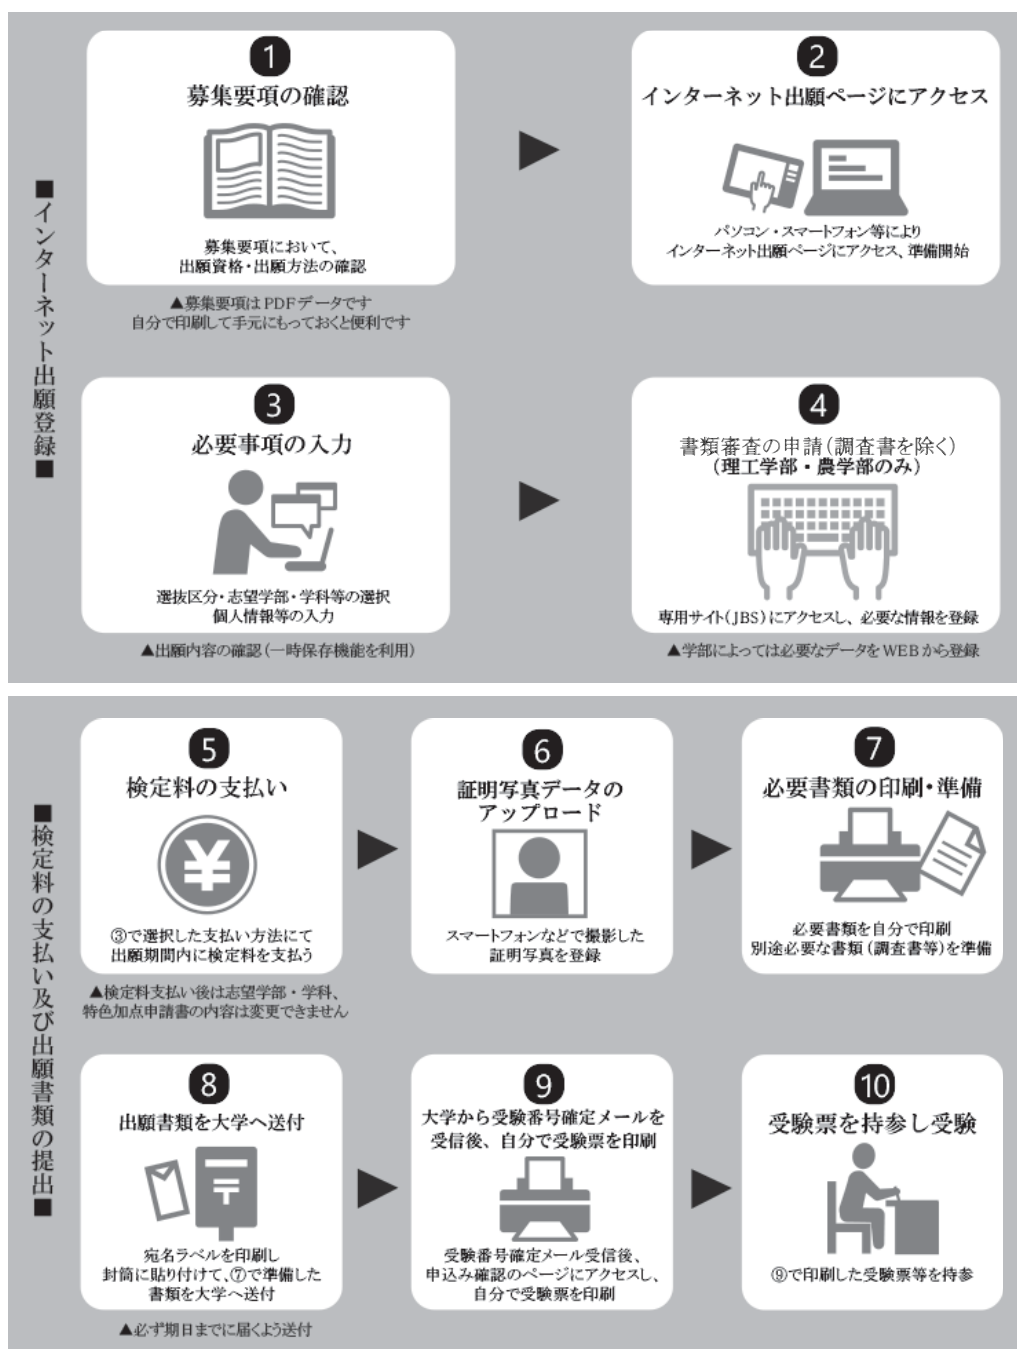 ■インターネット出願登録■
1
募集要項の確認
募集要項において、
出願資格・出願方法の確認
▲募集要項はPDFデータです
自分で印刷して手元にもっておくと便利です
2
インターネット出願ページにアクセス
パソコン・スマートフォン等により
インターネット出願ページにアクセス、準備開始
3
必要事項の入力
選抜区分・志望学部・学科等の選択
個人情報等の入力
▲出願内容の確認(一時保存機能を利用)
4
書類審査の申請(調査書を除く)
(理工学部・農学部のみ)
専用サイト(JBS)にアクセスし、必要な情報を登録
▲学部によっては必要なデータをWEBから登録
■検定料の支払い及び出願書類の提出■
5
検定料の支払い
¥
③で選択した支払い方法にて
出願期間内に検定料を支払う
▲検定料支払い後は志望学部・学科、
特色加点申請書の内容は変更できません
6
証明写真データの
アップロード
スマートフォンなどで撮影した
証明写真を登録
7
必要書類の印刷・準備
必要書類を自分で印刷
別途必要な書類(調査書等)を準備
8
出願書類を大学へ送付
〒
宛名ラベルを印刷し
封筒に貼り付けて、⑦で準備した
書類を大学へ送付
▲必ず期日までに届くよう送付
9
大学から受験番号確定メールを
受信後、自分で受験票を印刷
受験番号確定メール受信後、
申込み確認のページにアクセスし、
自分で受験票を印刷
10
受験票を持参し受験
⑨で印刷した受験票等を持参